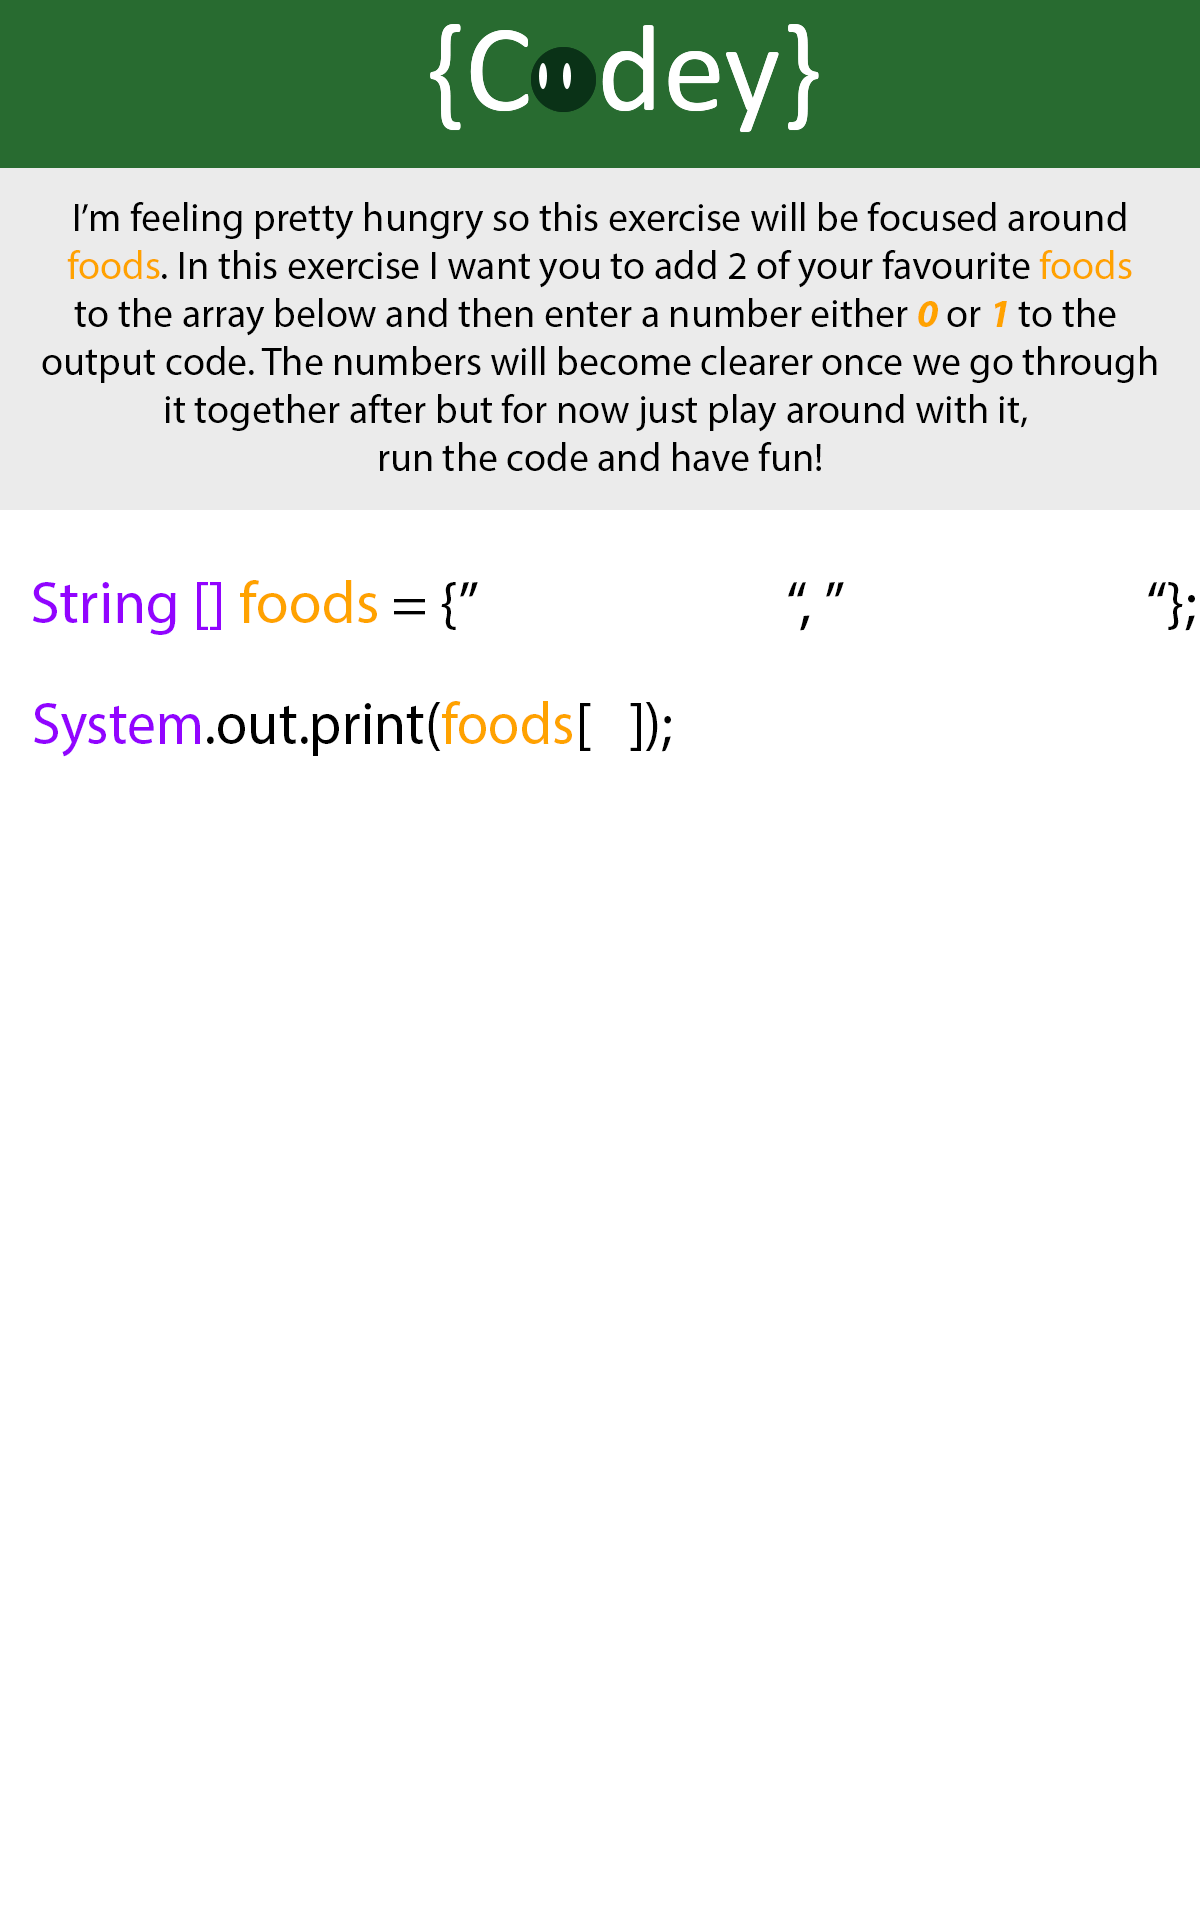 {Codey}
I’m feeling pretty hungry so this exercise will be focused around
foods. In this exercise I want you to add 2 of your favourite foods
to the array below and then enter a number either 0 or 1 to the
output code. The numbers will become clearer once we go through
it together after but for now just play around with it,
run the code and have fun!
String [] foods = {” “, ” “};
System.out.print(foods[ ]);